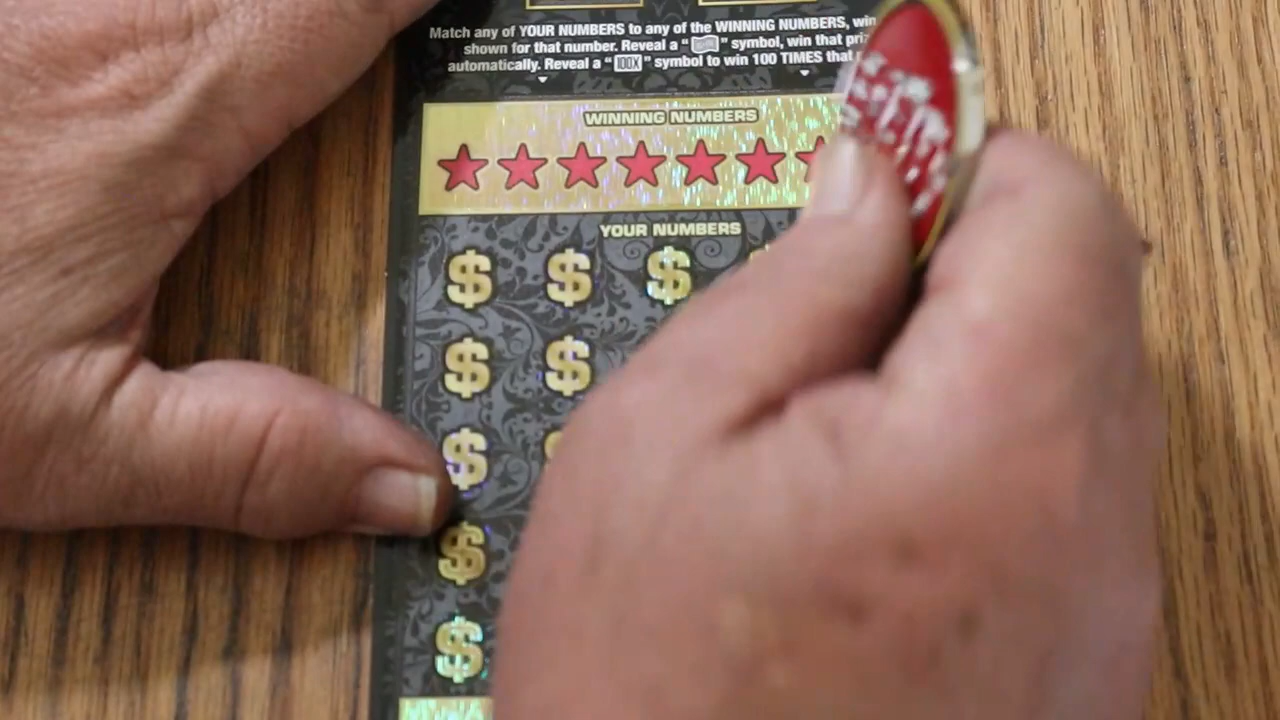 Match any of YOUR NUMBERS to any of the WINNING NUMBERS, win
shown for that number. Reveal a " " symbol, win that
automatically. Reveal a "100X" symbol to win 100 TIMES that
WINNING NUMBERS
YOUR NUMBERS
$ $ $
$ $
$
$
$